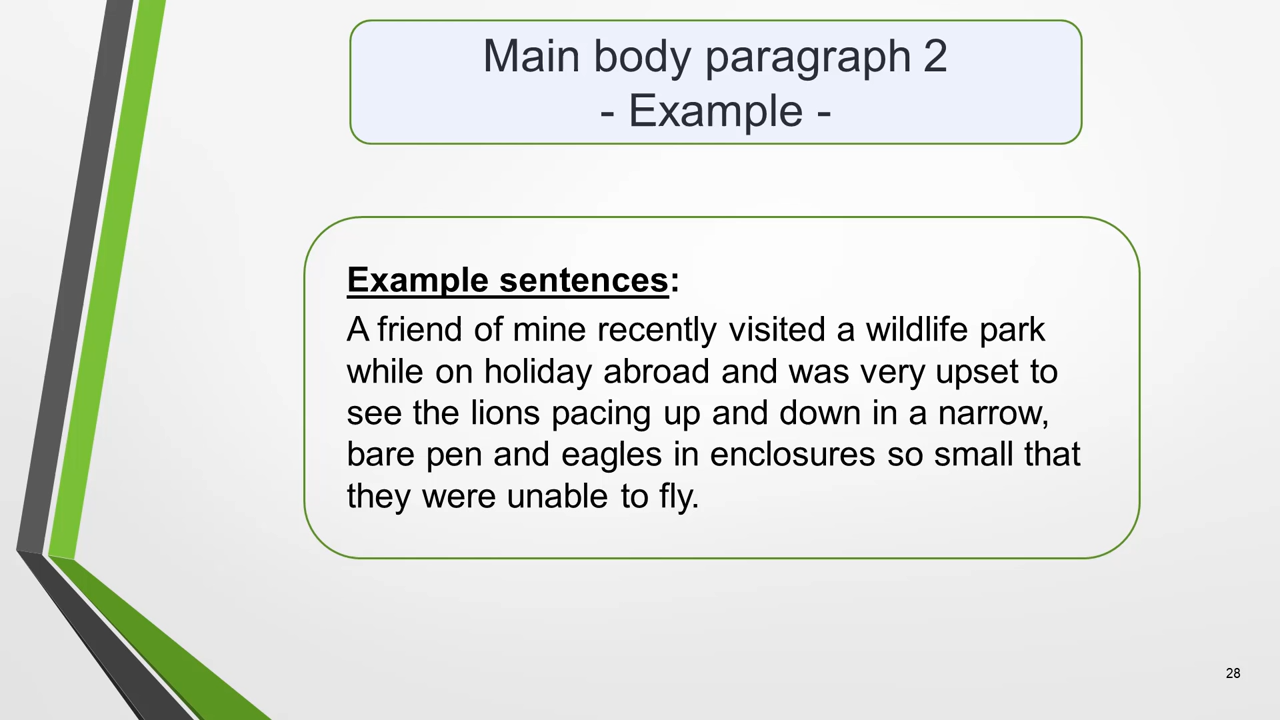 Main body paragraph 2
- Example -
Example sentences:
A friend of mine recently visited a wildlife park
while on holiday abroad and was very upset to
see the lions pacing up and down in a narrow,
bare pen and eagles in enclosures so small that
they were unable to fly.
28